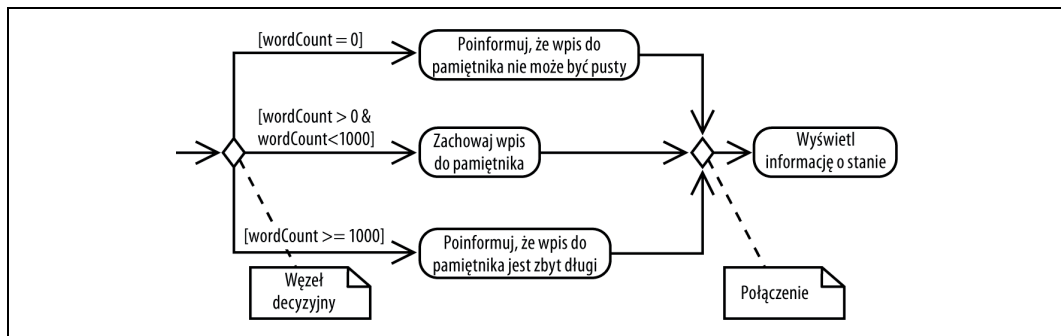 [wordCount = 0]
Poinformuj, że wpis do
pamiętnika nie może być pusty
[wordCount > 0 &
wordCount<1000]
Zachowaj wpis
do pamiętnika
Wyświetl
informację o stanie
[wordCount >= 1000]
Poinformuj, że wpis do
pamiętnika jest zbyt długi
Węzeł
decyzyjny
Połączenie